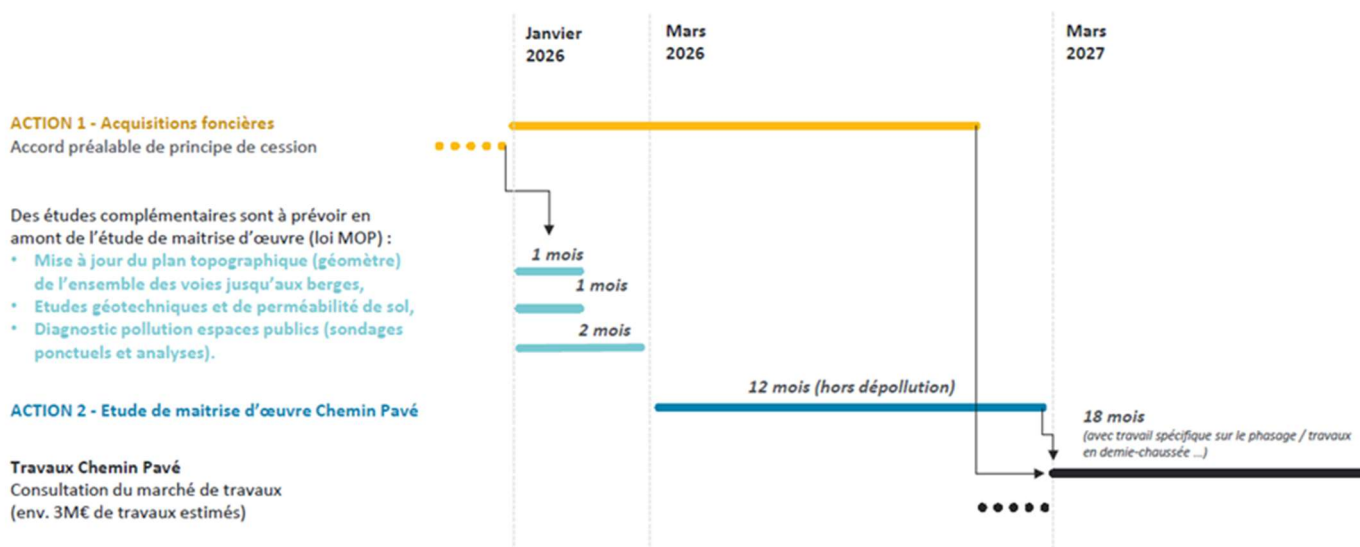 Janvier
2026
Mars
2026
Mars
2027
ACTION 1 - Acquisitions foncières
Accord préalable de principe de cession
Des études complémentaires sont à prévoir en
amont de l'étude de maitrise d'œuvre (loi MOP) :
• Mise à jour du plan topographique (géomètre)
de l'ensemble des voies jusqu'aux berges,
• Etudes géotechniques et de perméabilité de sol,
• Diagnostic pollution espaces publics (sondages
ponctuels et analyses).
1 mois
1 mois
2 mois
12 mois (hors dépollution)
ACTION 2 - Etude de maitrise d'œuvre Chemin Pavé
18 mois
(avec travail spécifique sur le phasage / travaux
en demie-chaussée ...)
Travaux Chemin Pavé
Consultation du marché de travaux
(env. 3M€ de travaux estimés)